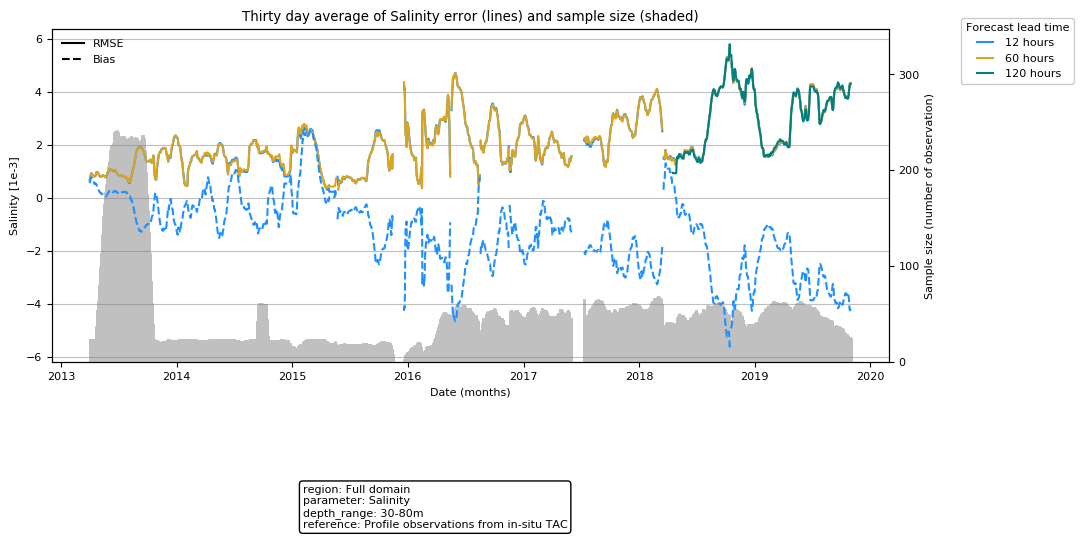 Thirty day average of Salinity error (lines) and sample size (shaded)
Forecast lead time
12 hours
60 hours
120 hours
RMSE
Bias
Salinity [1e-3]
6
4
2
0
−2
−4
−6
Sample size (number of observation)
300
200
100
0
2013 2014 2015 2016 2017 2018 2019 2020
Date (months)
region: Full domain
parameter: Salinity
depth_range: 30-80m
reference: Profile observations from in-situ TAC